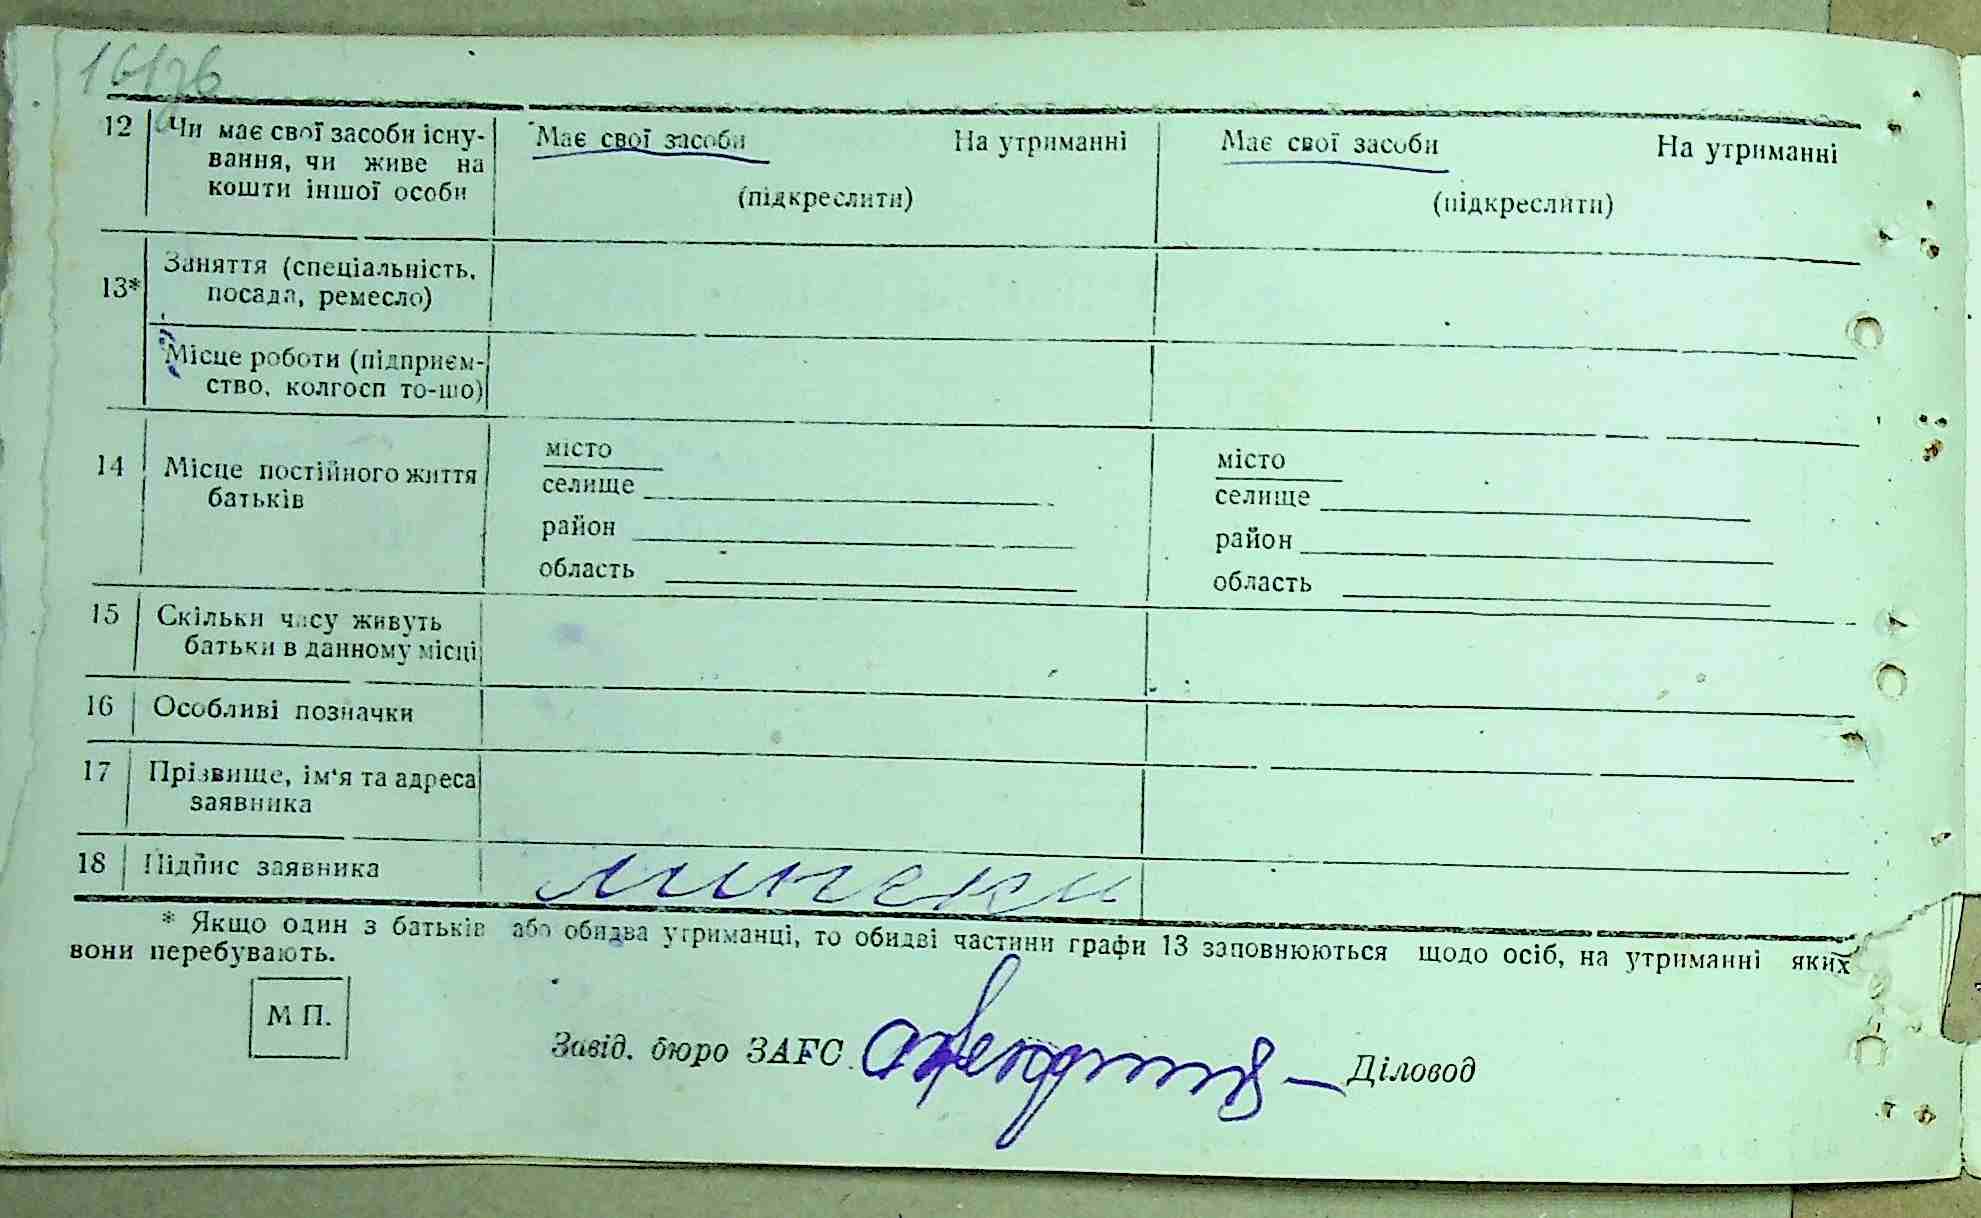 12 Чи має свої засоби існу- Має свої засоби На утриманні Має свої засоби На утриманні
вання, чи живе на
кошти іншої особи (підкреслити) (підкреслити)
Заняття (спеціальність,
13* посада, ремесло)
Місце роботи (підприєм-
ство, колгосп то-що)
місто місто
14 Місце постійного життя селище селище
батьків
район район
область область
15 Скільки часу живуть
батьки в данному місці
16 Особливі позначки
17 Прізвище, ім'я та адреса
заявника
18 Підпис заявника
* Якщо один з батьків або обидва утриманці, то обидві частини графи 13 заповнюються щодо осіб, на утриманні яких
вони перебувають.
М П.
Завід. бюро ЗАГС Діловод